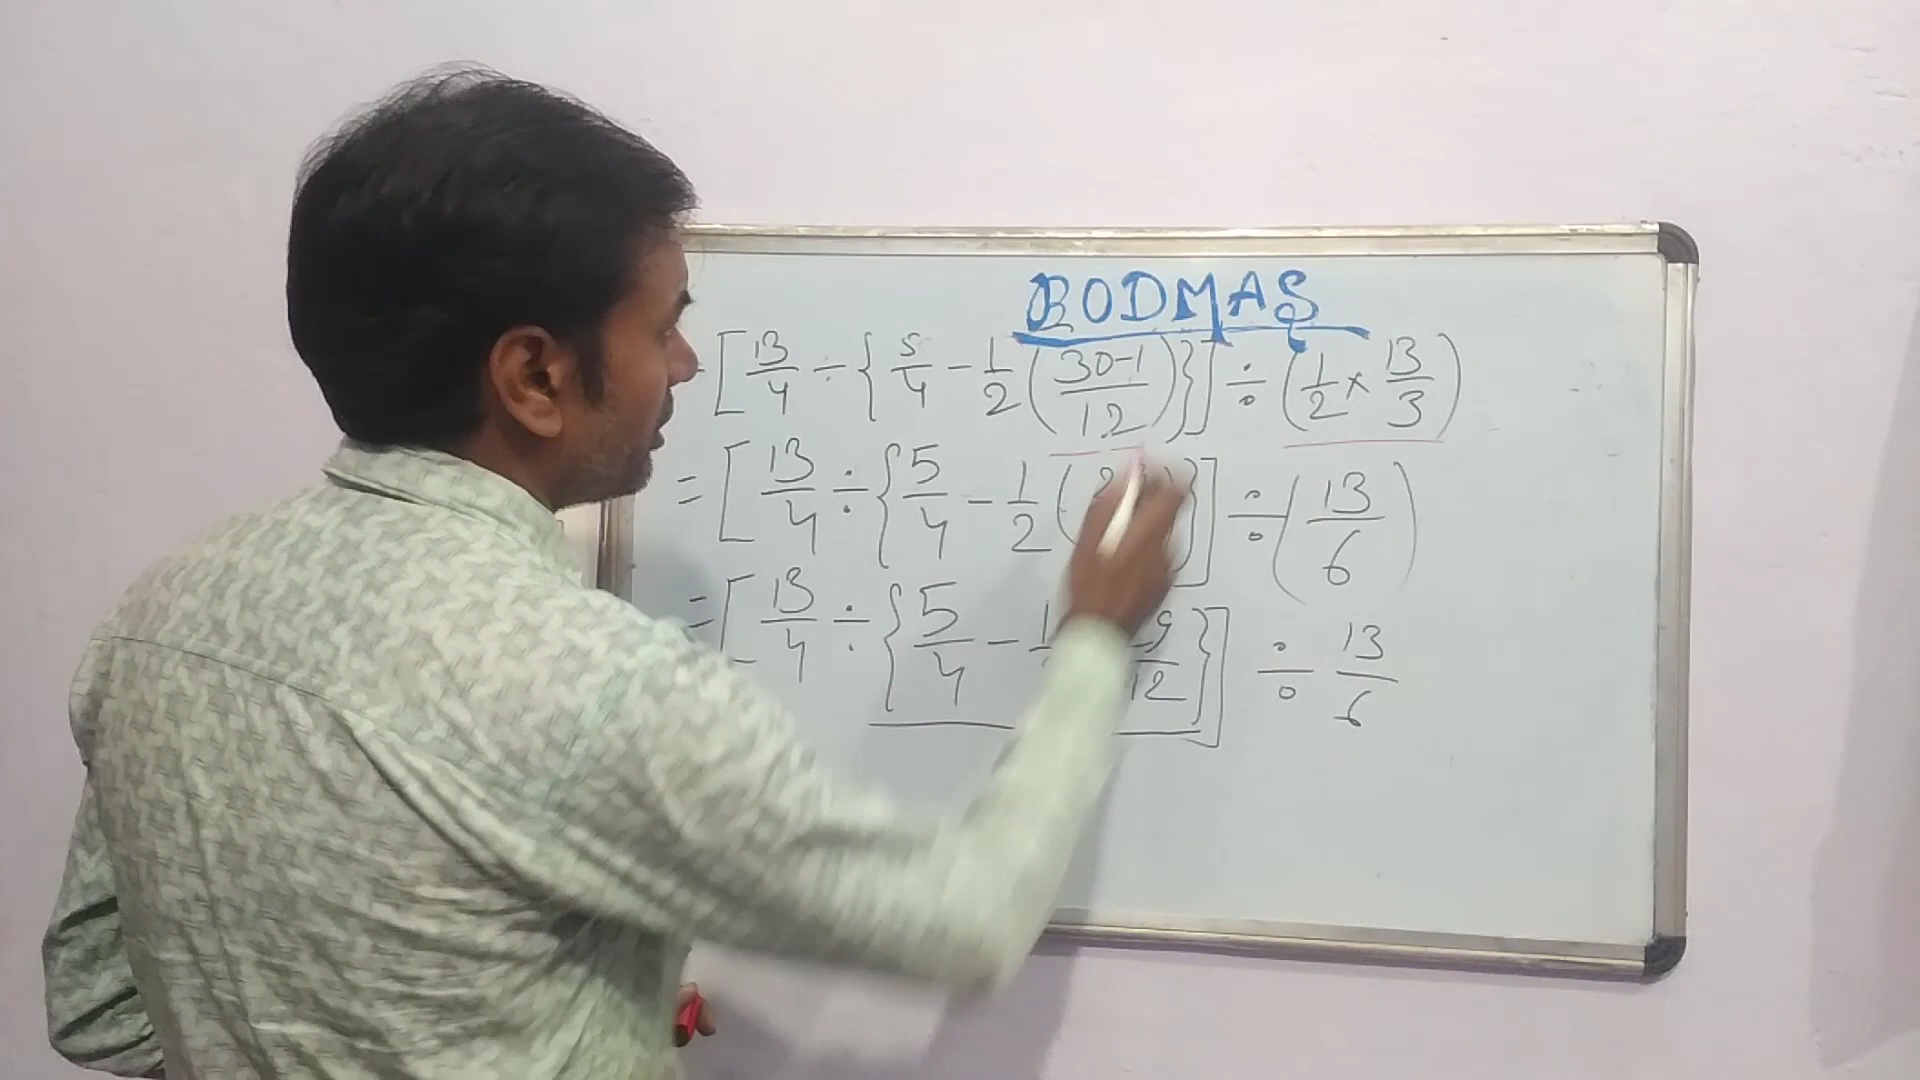 BODMAS
[13/4 ÷ {5/4 - 1/2 (30-1/12)}] ÷ (1/2 × 13/3)
= [13/4 ÷ {5/4 - 1/2 ( )}] ÷ (13/6)
= [13/4 ÷ {5/4 - 9/12}] ÷ 13/6